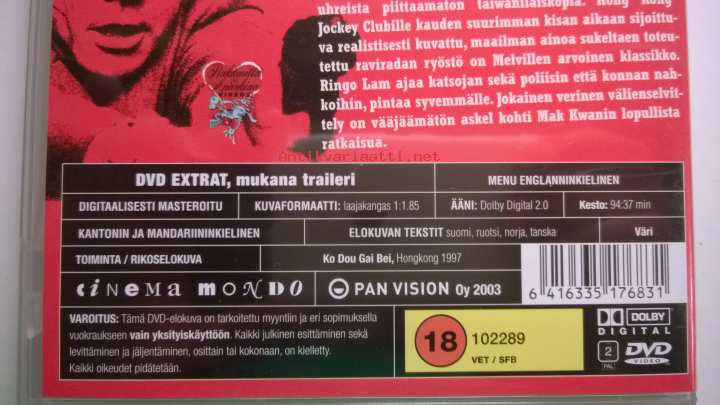 uhreista piittaamaton taiwanilaiskopla. Hong Kong
Jockey Clubille kauden suurimman kisan aikaan sijoittu-
va realistisesti kuvattu, maailman ainoa sukeltaen toteu-
tettu raviradan ryöstö on Melvillen arvoinen klassikko.
Ringo Lam ajaa katsojan sekä poliisin että konnan nah-
koihin, pintaa syvemmälle. Jokainen verinen välienselvit-
tely on vääjäämätön askel kohti Mak Kwanin lopullista
ratkaisua.
Antikvariaatti.net
DVD EXTRAT, mukana traileri
MENU ENGLANNINKIELINEN
DIGITAALISESTI MASTEROITU
KUVAFORMAATTI: laajakangas 1:1.85
ÄÄNI: Dolby Digital 2.0
Kesto: 94:37 min
KANTONIN JA MANDARIININKIELINEN
ELOKUVAN TEKSTIT suomi, ruotsi, norja, tanska
Väri
TOIMINTA / RIKOSELOKUVA
Ko Dou Gai Bei, Hongkong 1997
CiNEMA MONDO
PAN VISION Oy 2003
6 416335 176831
VAROITUS: Tämä DVD-elokuva on tarkoitettu myyntiin ja eri sopimuksella
vuokraukseen vain yksityiskäyttöön. Kaikki julkinen esittäminen sekä
levittäminen ja jäljentäminen, osittain tai kokonaan, on kielletty.
Kaikki oikeudet pidätetään.
18
102289
VET / SFB
DOLBY
DIGITAL
2
PAL
DVD
VIDEO